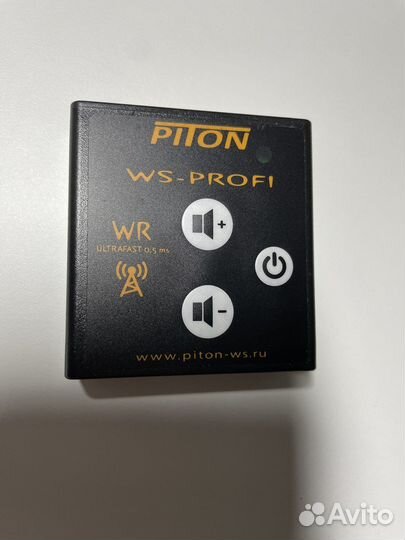 PITON
WS-PROFI
WR
ULTRAFAST 0,5 ms
+
-
www.piton-ws.ru
Avito